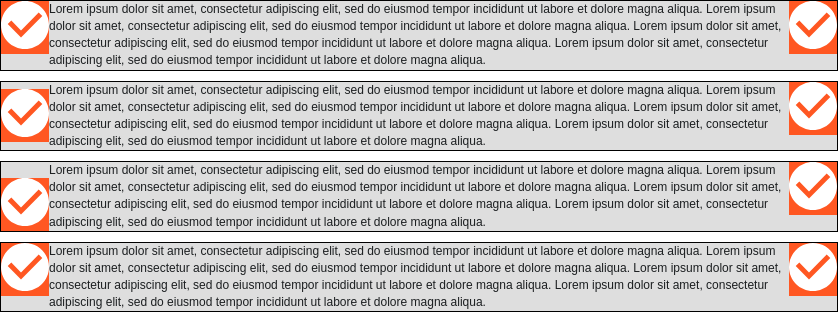 Lorem ipsum dolor sit amet, consectetur adipiscing elit, sed do eiusmod tempor incididunt ut labore et dolore magna aliqua. Lorem ipsum
dolor sit amet, consectetur adipiscing elit, sed do eiusmod tempor incididunt ut labore et dolore magna aliqua. Lorem ipsum dolor sit amet,
consectetur adipiscing elit, sed do eiusmod tempor incididunt ut labore et dolore magna aliqua. Lorem ipsum dolor sit amet, consectetur
adipiscing elit, sed do eiusmod tempor incididunt ut labore et dolore magna aliqua.
Lorem ipsum dolor sit amet, consectetur adipiscing elit, sed do eiusmod tempor incididunt ut labore et dolore magna aliqua. Lorem ipsum
dolor sit amet, consectetur adipiscing elit, sed do eiusmod tempor incididunt ut labore et dolore magna aliqua. Lorem ipsum dolor sit amet,
consectetur adipiscing elit, sed do eiusmod tempor incididunt ut labore et dolore magna aliqua. Lorem ipsum dolor sit amet, consectetur
adipiscing elit, sed do eiusmod tempor incididunt ut labore et dolore magna aliqua.
Lorem ipsum dolor sit amet, consectetur adipiscing elit, sed do eiusmod tempor incididunt ut labore et dolore magna aliqua. Lorem ipsum
dolor sit amet, consectetur adipiscing elit, sed do eiusmod tempor incididunt ut labore et dolore magna aliqua. Lorem ipsum dolor sit amet,
consectetur adipiscing elit, sed do eiusmod tempor incididunt ut labore et dolore magna aliqua. Lorem ipsum dolor sit amet, consectetur
adipiscing elit, sed do eiusmod tempor incididunt ut labore et dolore magna aliqua.
Lorem ipsum dolor sit amet, consectetur adipiscing elit, sed do eiusmod tempor incididunt ut labore et dolore magna aliqua. Lorem ipsum
dolor sit amet, consectetur adipiscing elit, sed do eiusmod tempor incididunt ut labore et dolore magna aliqua. Lorem ipsum dolor sit amet,
consectetur adipiscing elit, sed do eiusmod tempor incididunt ut labore et dolore magna aliqua. Lorem ipsum dolor sit amet, consectetur
adipiscing elit, sed do eiusmod tempor incididunt ut labore et dolore magna aliqua.